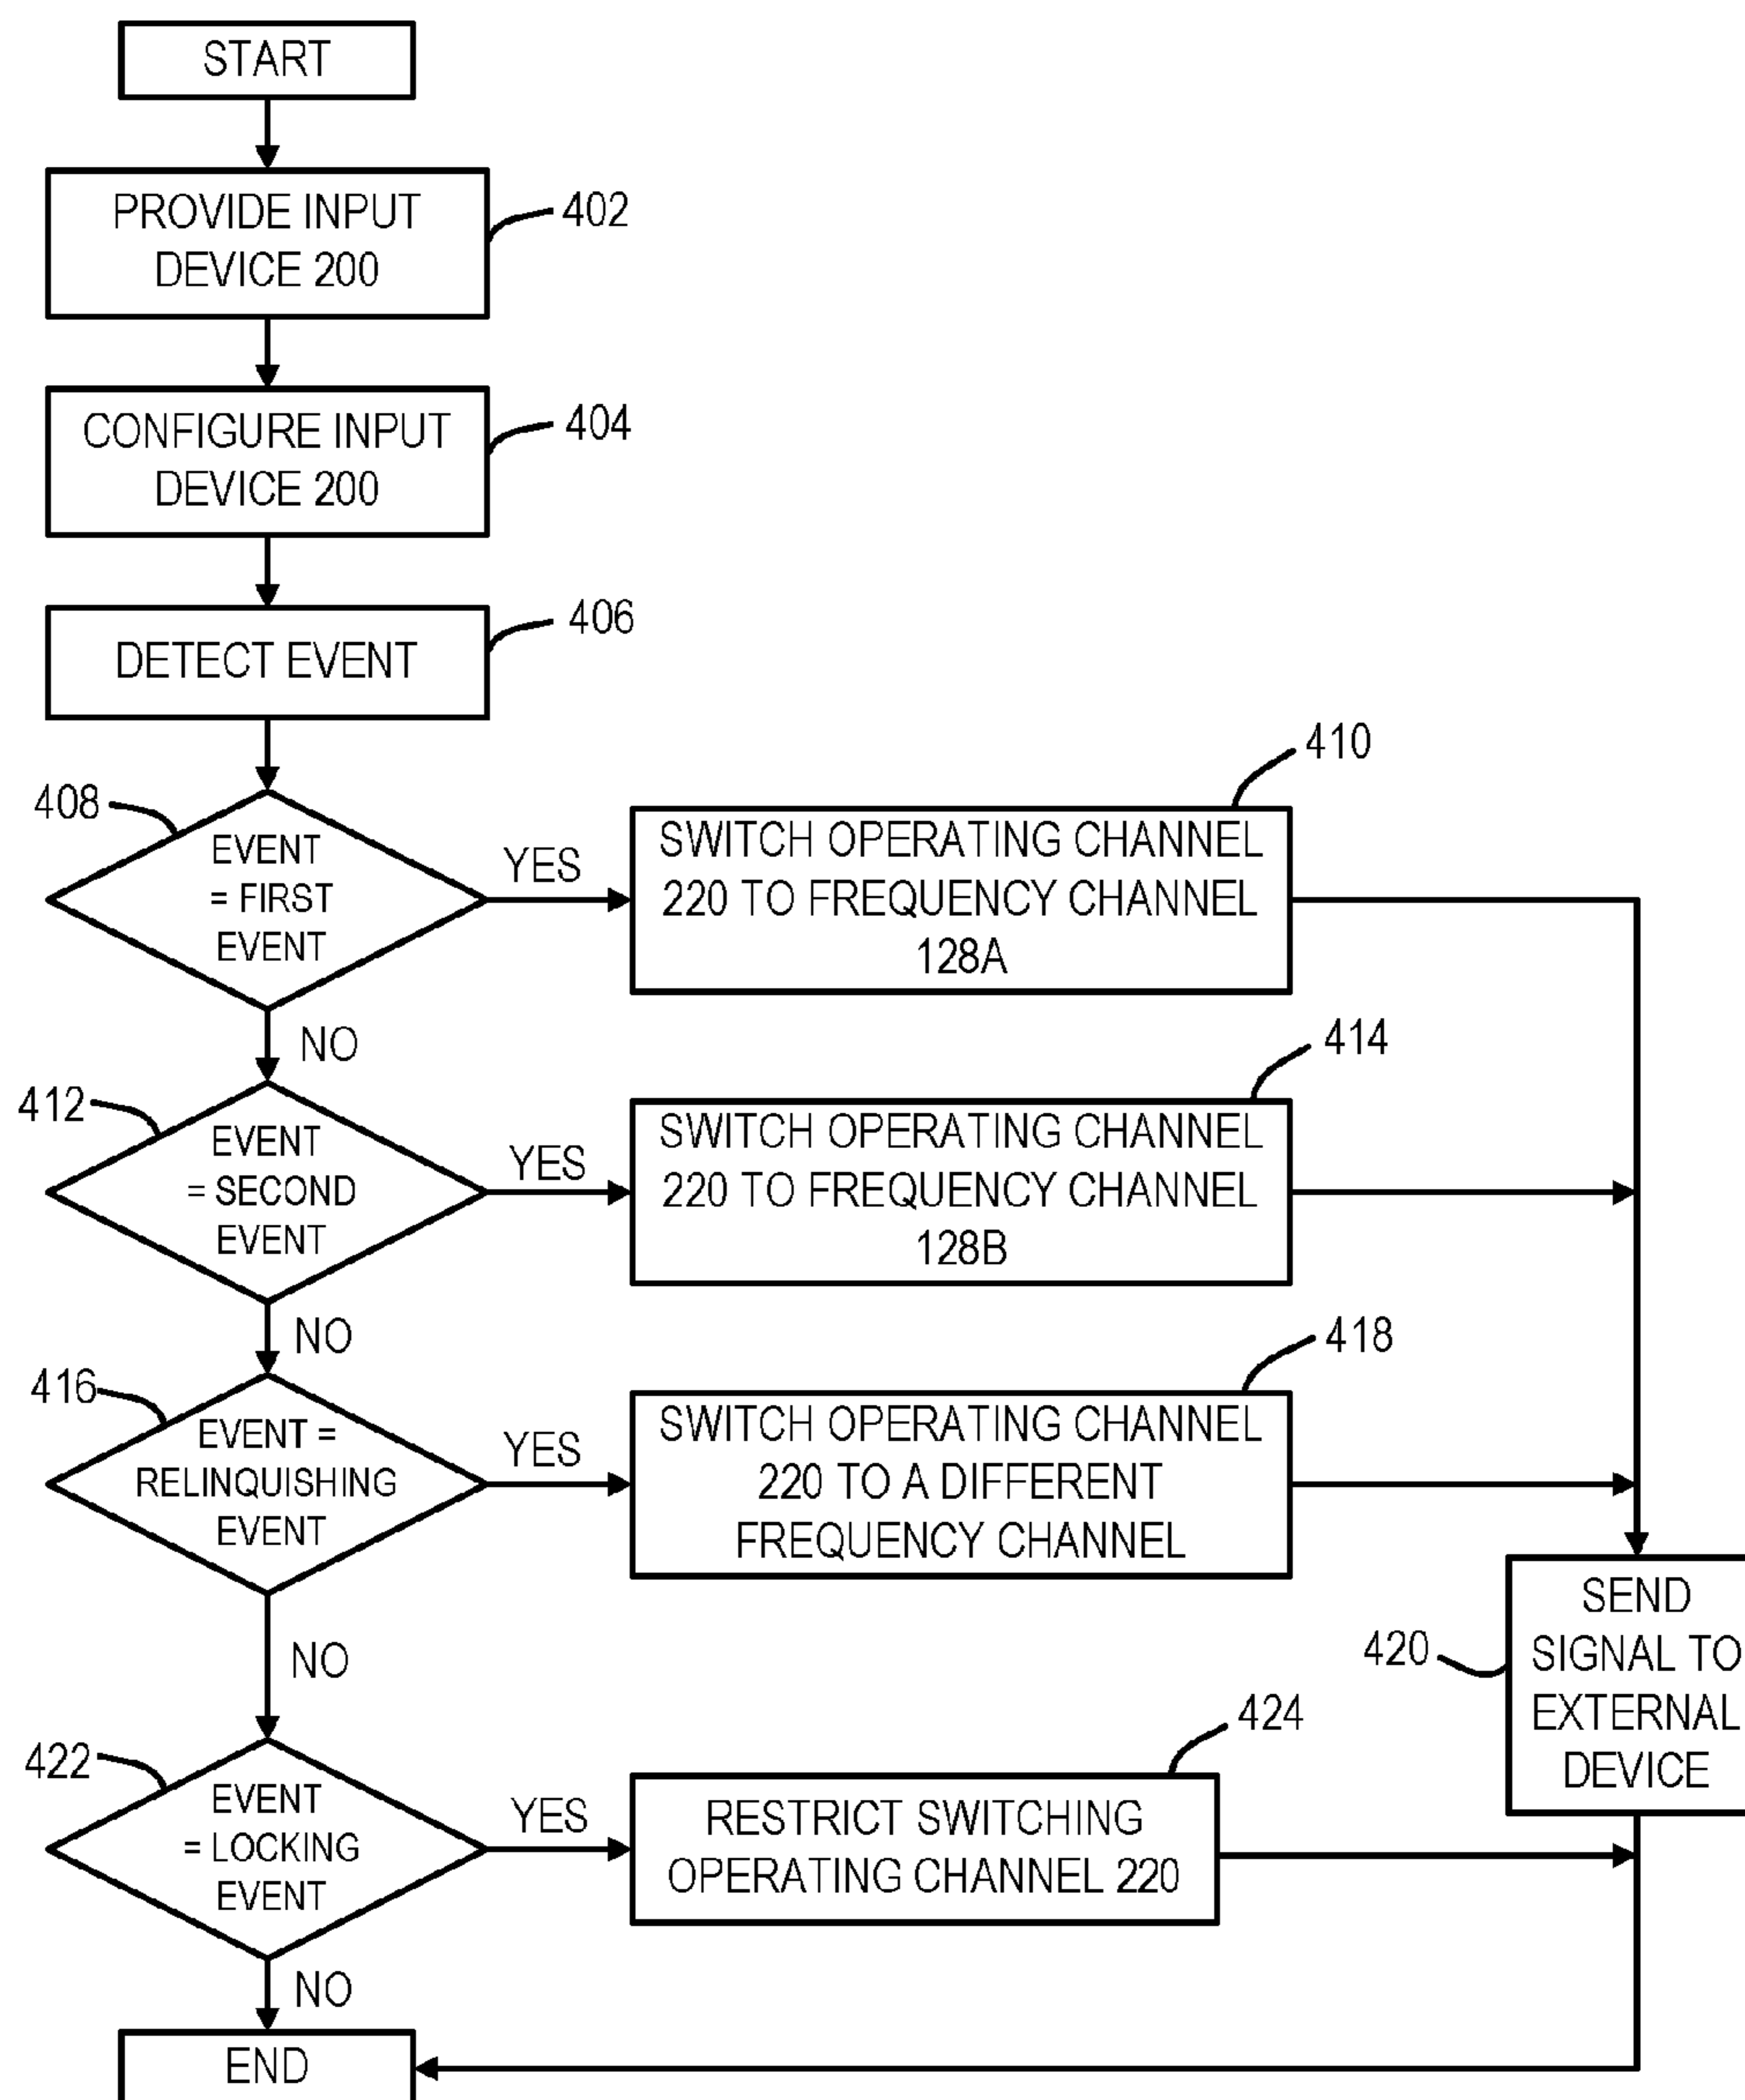 START
PROVIDE INPUT
DEVICE 200
402
CONFIGURE INPUT
DEVICE 200
404
DETECT EVENT
406
408
EVENT
= FIRST
EVENT
YES
SWITCH OPERATING CHANNEL
220 TO FREQUENCY CHANNEL
128A
410
NO
412
EVENT
= SECOND
EVENT
YES
SWITCH OPERATING CHANNEL
220 TO FREQUENCY CHANNEL
128B
414
NO
416
EVENT =
RELINQUISHING
EVENT
YES
SWITCH OPERATING CHANNEL
220 TO A DIFFERENT
FREQUENCY CHANNEL
418
SEND
SIGNAL TO
EXTERNAL
DEVICE
420
NO
422
EVENT
= LOCKING
EVENT
YES
RESTRICT SWITCHING
OPERATING CHANNEL 220
424
NO
END